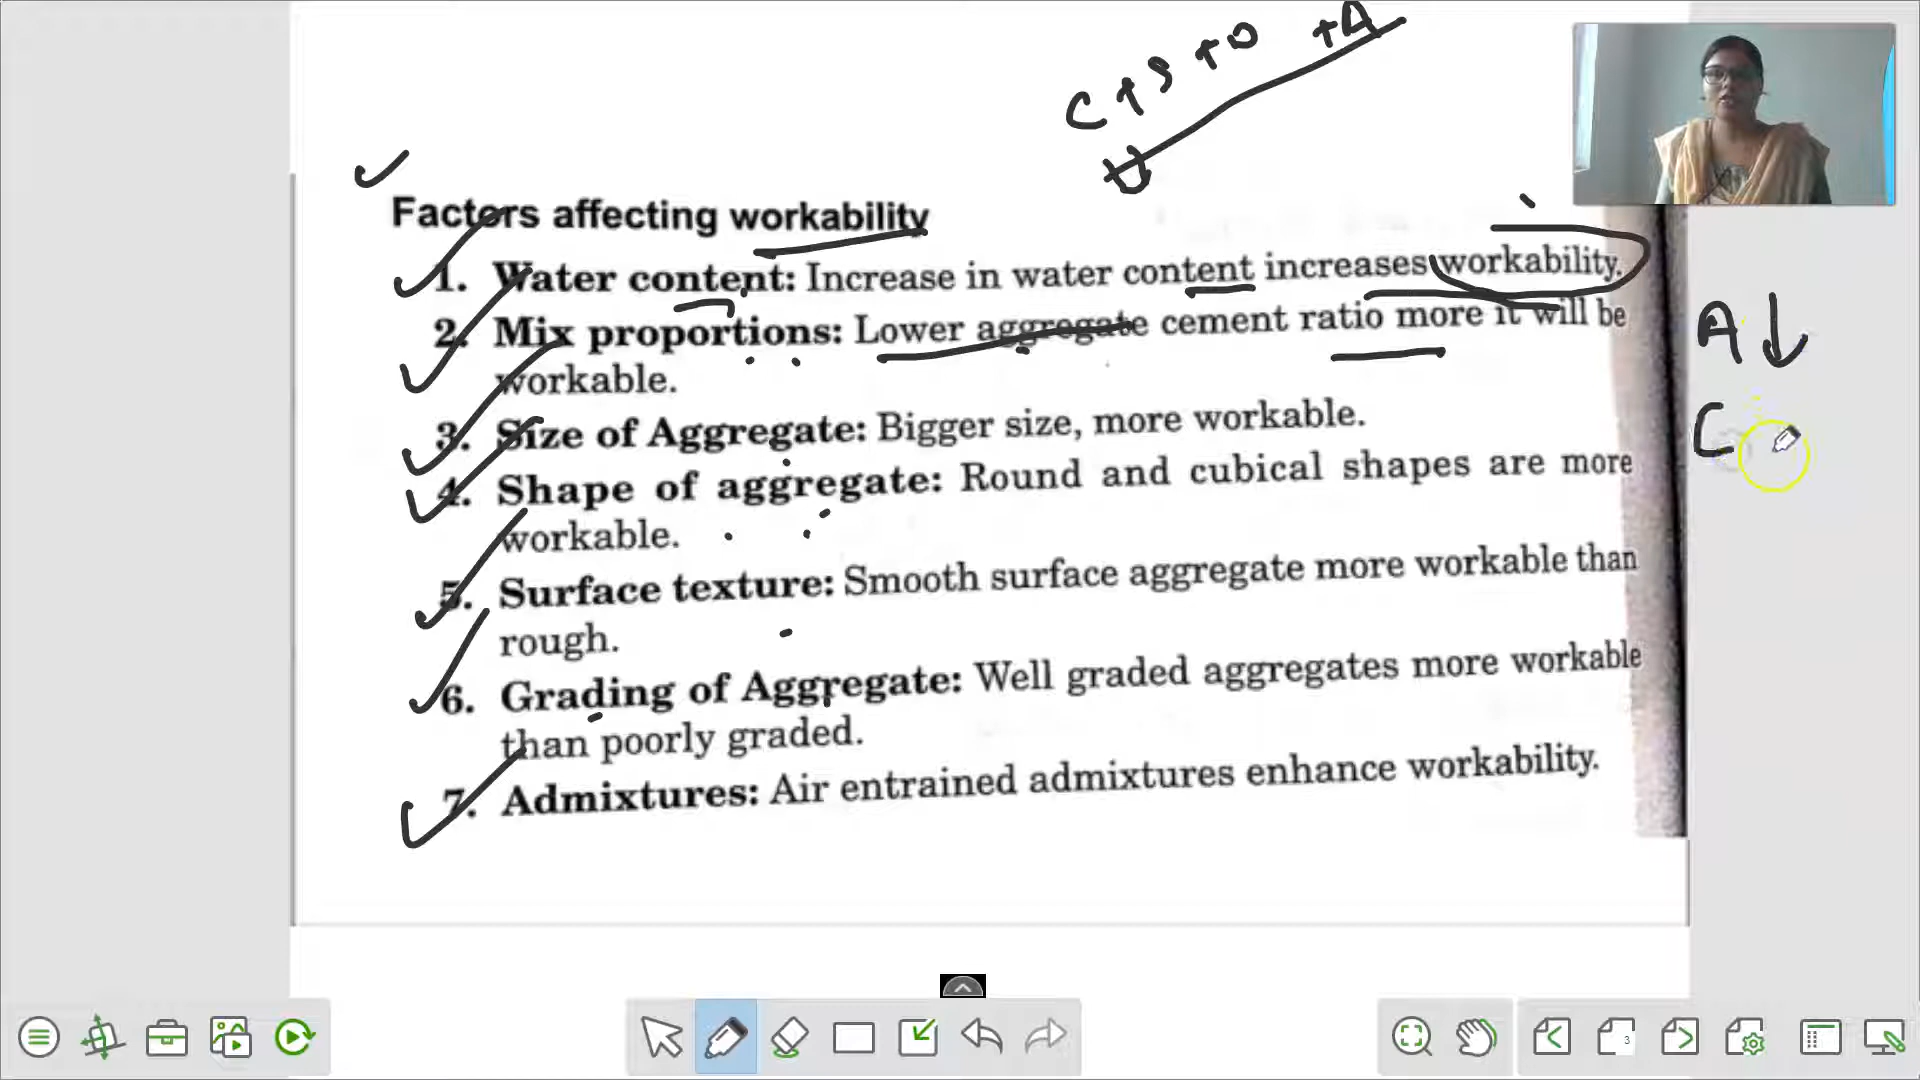 C + S + D + A
Factors affecting workability
1. Water content: Increase in water content increases workability.
2. Mix proportions: Lower aggregate cement ratio more it will be
workable.
3. Size of Aggregate: Bigger size, more workable.
4. Shape of aggregate: Round and cubical shapes are more
workable.
5. Surface texture: Smooth surface aggregate more workable than
rough.
6. Grading of Aggregate: Well graded aggregates more workable
than poorly graded.
7. Admixtures: Air entrained admixtures enhance workability.
A ↓
C
3